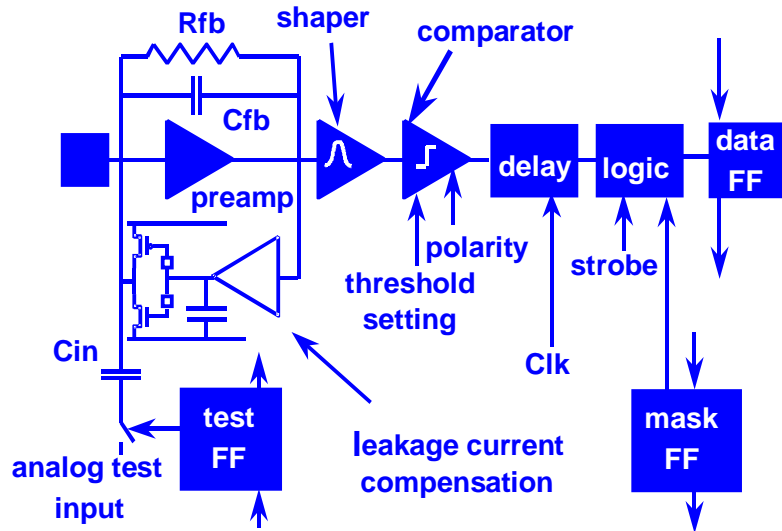 shaper
Rfb
comparator
Cfb
preamp
delay
logic
data
FF
polarity
threshold
setting
strobe
Cin
Clk
test
FF
mask
FF
leakage current
compensation
analog test
input